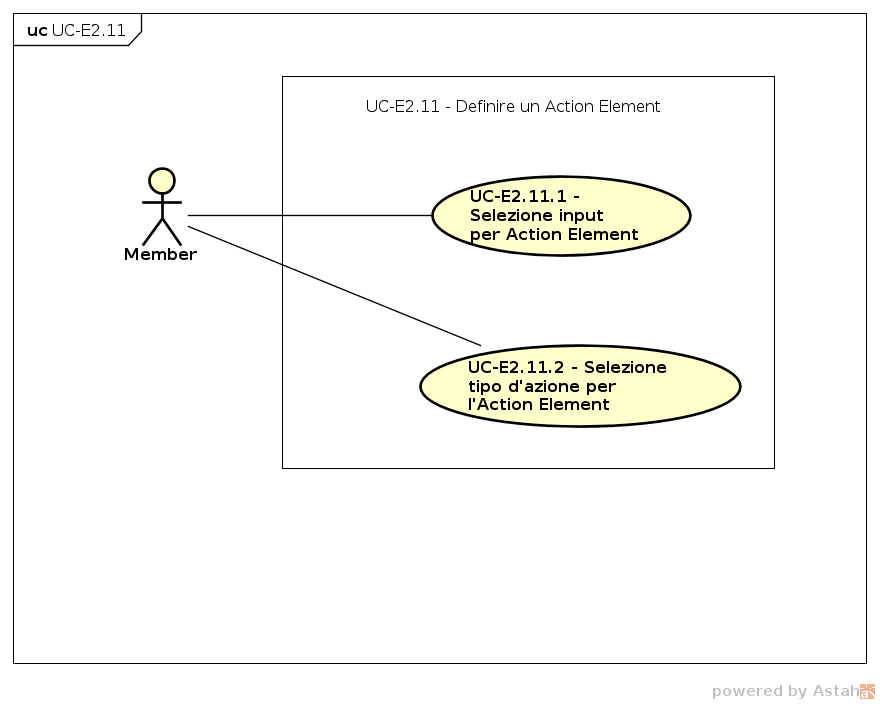 uc UC-E2.11
UC-E2.11 - Definire un Action Element
UC-E2.11.1 -
Selezione input
per Action Element
Member
UC-E2.11.2 - Selezione
tipo d'azione per
l'Action Element
powered by Astah